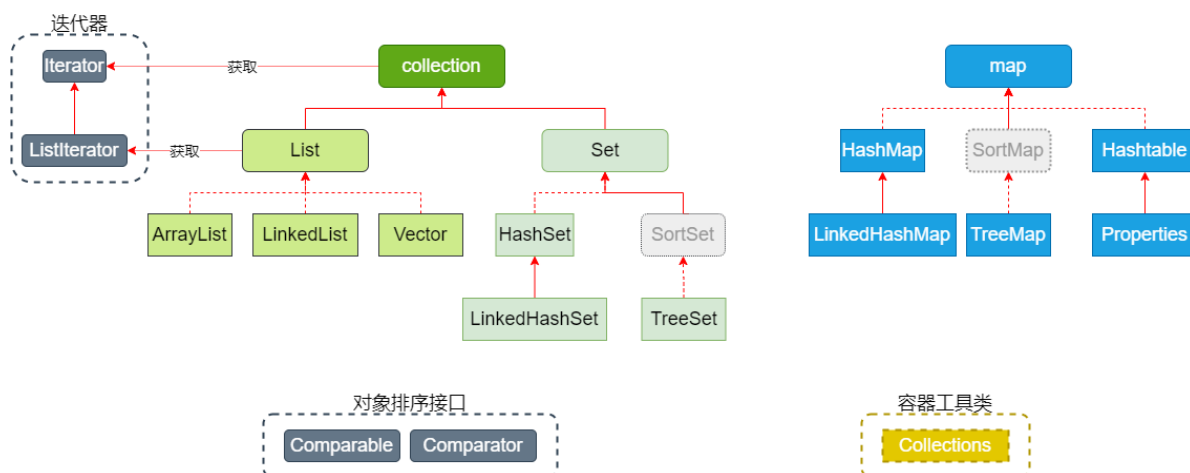 迭代器
Iterator
获取
collection
map
ListIterator
获取
List
Set
HashMap
SortMap
Hashtable
ArrayList
LinkedList
Vector
HashSet
SortSet
LinkedHashMap
TreeMap
Properties
LinkedHashSet
TreeSet
对象排序接口
容器工具类
Comparable
Comparator
Collections